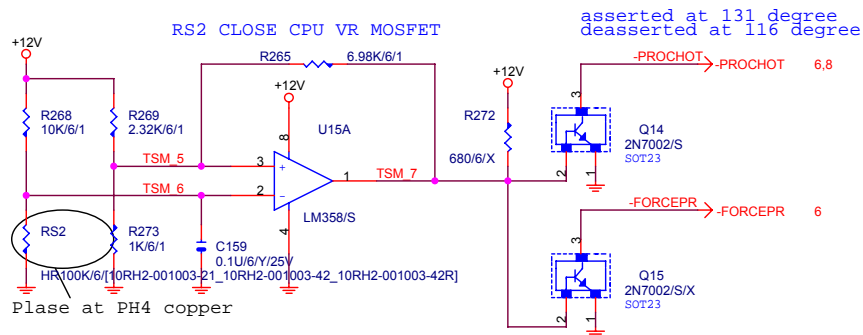 RS2 CLOSE CPU VR MOSFET
asserted at 131 degree
deasserted at 116 degree
+12V
R265
6.98K/6/1
+12V
+12V
-PROCHOT
-PROCHOT
6,8
R268
10K/6/1
R269
2.32K/6/1
U15A
R272
680/6/X
3
Q14
2N7002/S
SOT23
8
TSM_5
3
+
TSM_6
2
-
1
TSM_7
2
1
LM358/S
4
-FORCEPR
-FORCEPR
6
RS2
R273
1K/6/1
C159
0.1U/6/Y/25V
HR100K/6/[10RH2-001003-21_10RH2-001003-42_10RH2-001003-42R]
3
Q15
2N7002/S/X
SOT23
2
1
Plase at PH4 copper